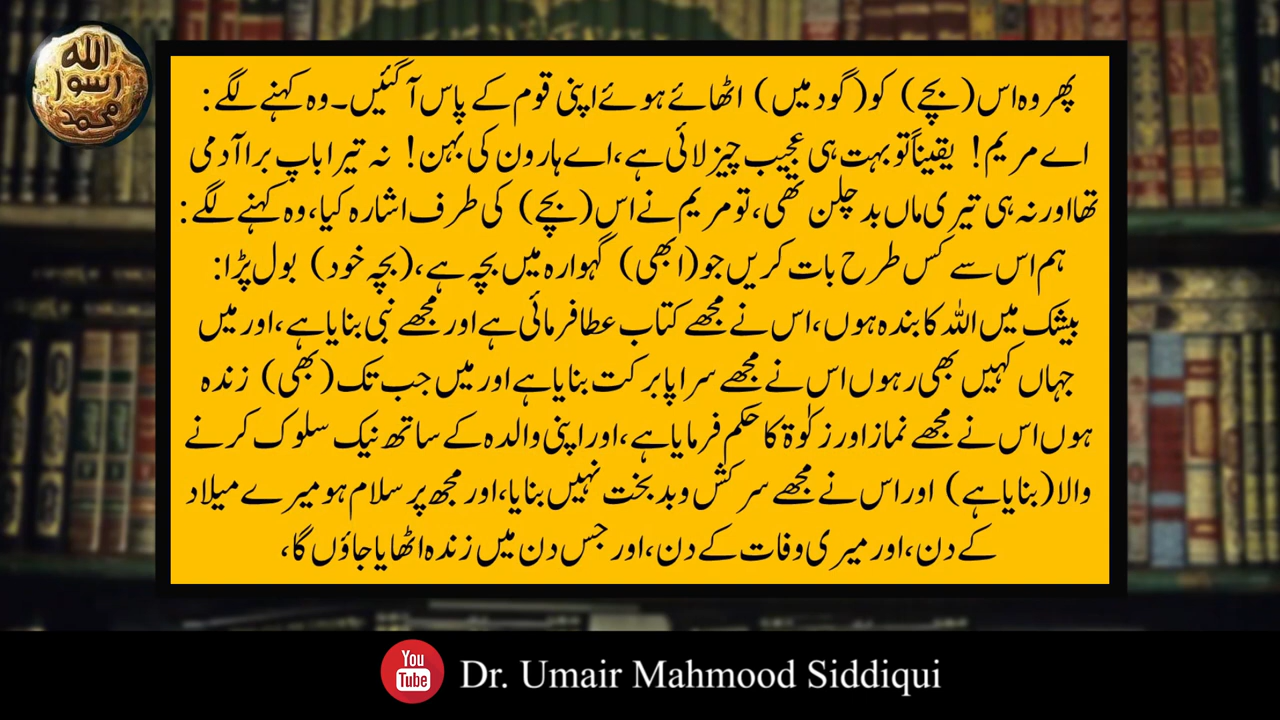 الله
رسول
محمد
پھر وہ اس (بچے) کو (گود میں) اٹھائے ہوئے اپنی قوم کے پاس آگئیں۔ وہ کہنے لگے:
اے مریم! یقیناً تو بہت ہی عجیب چیز لائی ہے، اے ہارون کی بہن! نہ تیرا باپ برا آدمی
تھا اور نہ ہی تیری ماں بد چلن تھی، تو مریم نے اس (بچے) کی طرف اشارہ کیا، وہ کہنے لگے:
ہم اس سے کس طرح بات کریں جو (ابھی) گہوارہ میں بچہ ہے، (بچہ خود) بول پڑا:
بیشک میں اللہ کا بندہ ہوں، اس نے مجھے کتاب عطا فرمائی ہے اور مجھے نبی بنایا ہے، اور میں
جہاں کہیں بھی رہوں اس نے مجھے سراپا برکت بنایا ہے اور میں جب تک (بھی) زندہ
ہوں اس نے مجھے نماز اور زکوٰۃ کا حکم فرمایا ہے، اور اپنی والدہ کے ساتھ نیک سلوک کرنے
والا (بنایا ہے) اور اس نے مجھے سرکش و بدبخت نہیں بنایا، اور مجھ پر سلام ہو میرے میلاد
کے دن، اور میری وفات کے دن، اور جس دن میں زندہ اٹھایا جاؤں گا،
You
Tube
Dr. Umair Mahmood Siddiqui